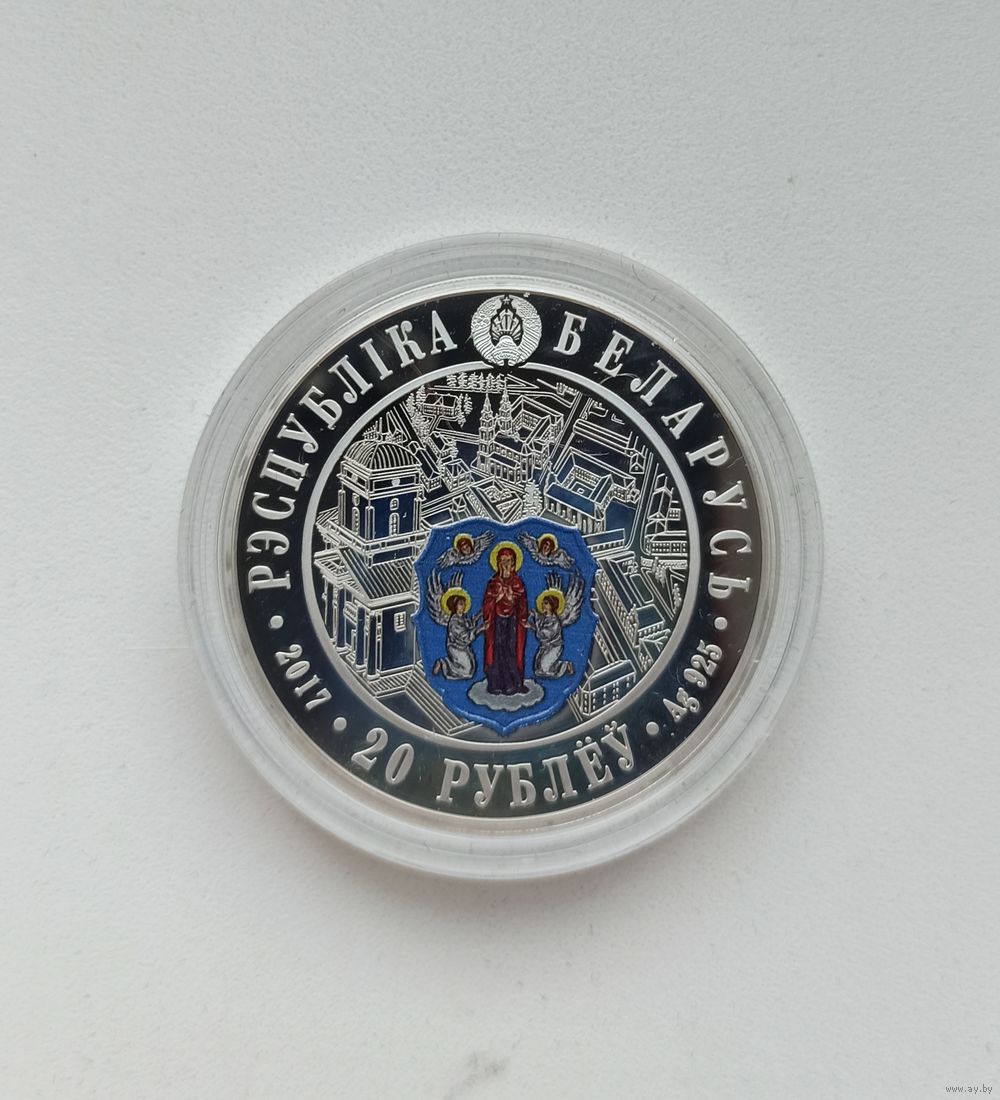 РЭСПУБЛІКА БЕЛАРУСЬ
• 2017 • 20 РУБЛЁЎ • Ag 925 •
www.ay.by